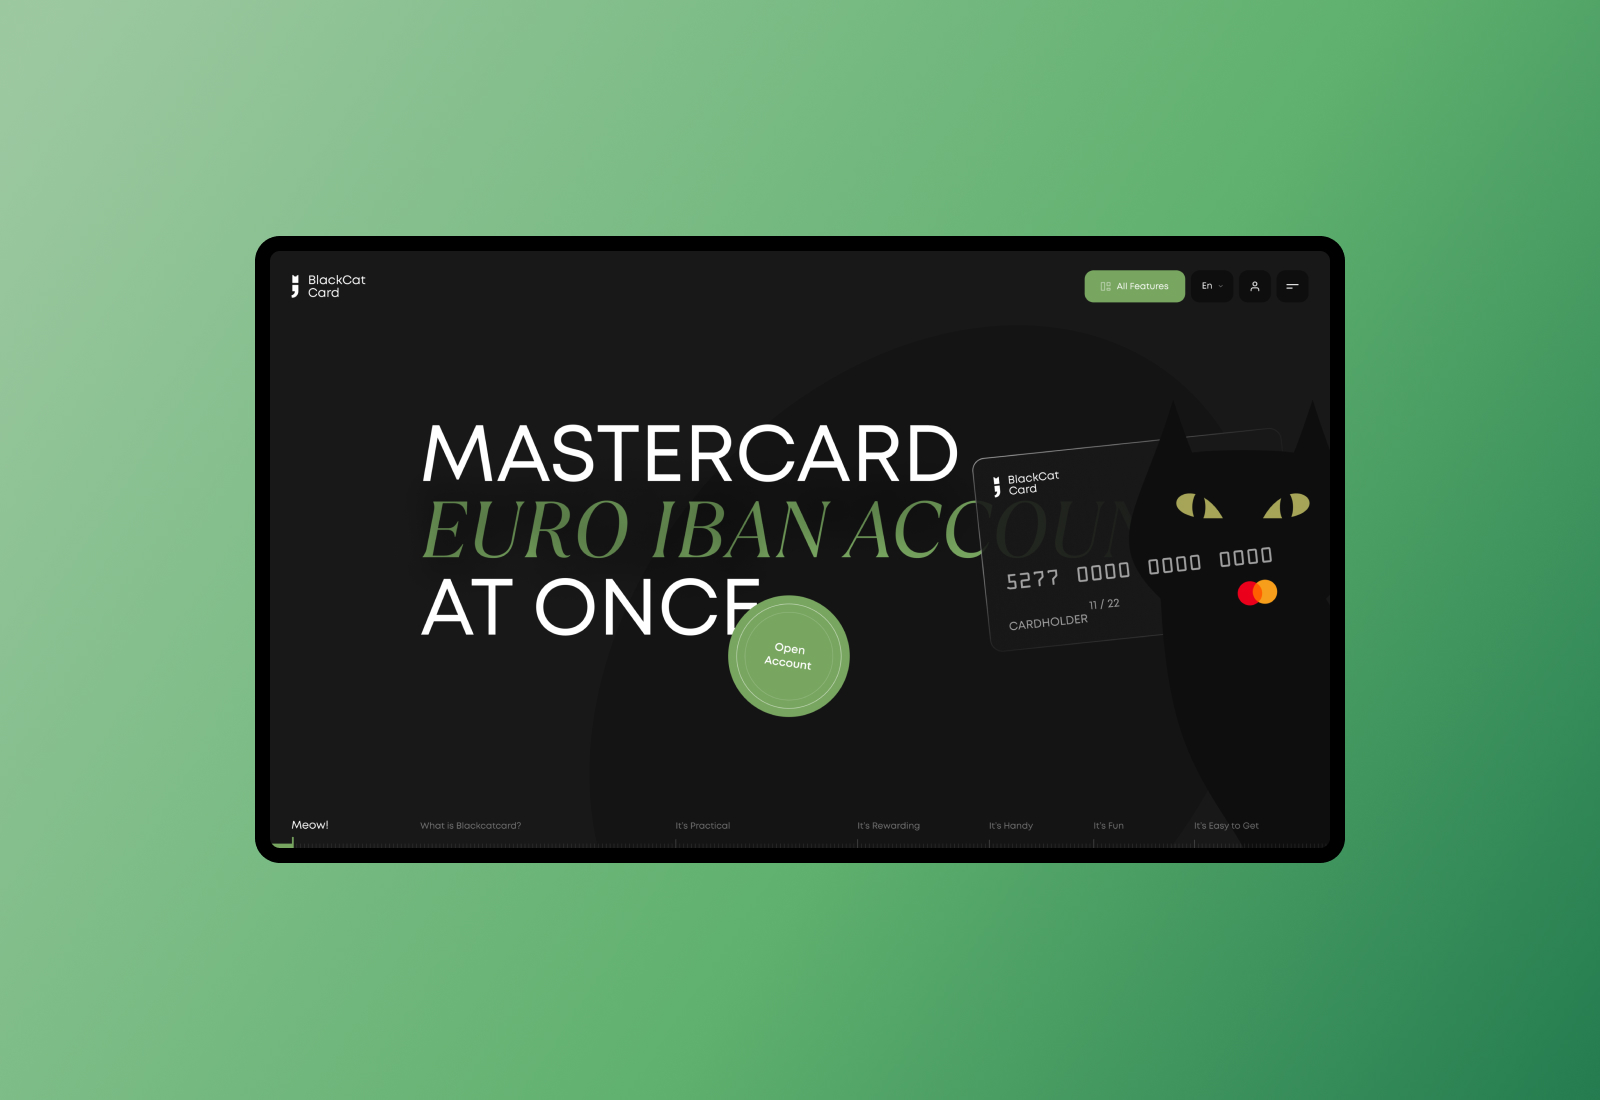 BlackCat
Card
All Features
En
MASTERCARD
EURO IBAN ACCOUN
AT ONCE
BlackCat
Card
5277 0000 0000 0000
11 / 22
CARDHOLDER
Open
Account
Meow!
What is Blackcatcard?
It's Practical
It's Rewarding
It's Handy
It's Fun
It's Easy to Get